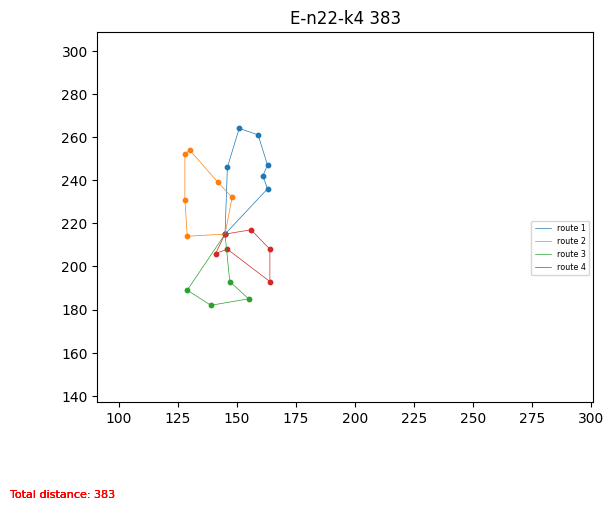 E-n22-k4 383
300
280
260
240
220
200
180
160
140
100 125 150 175 200 225 250 275 300
route 1
route 2
route 3
route 4
Total distance: 383